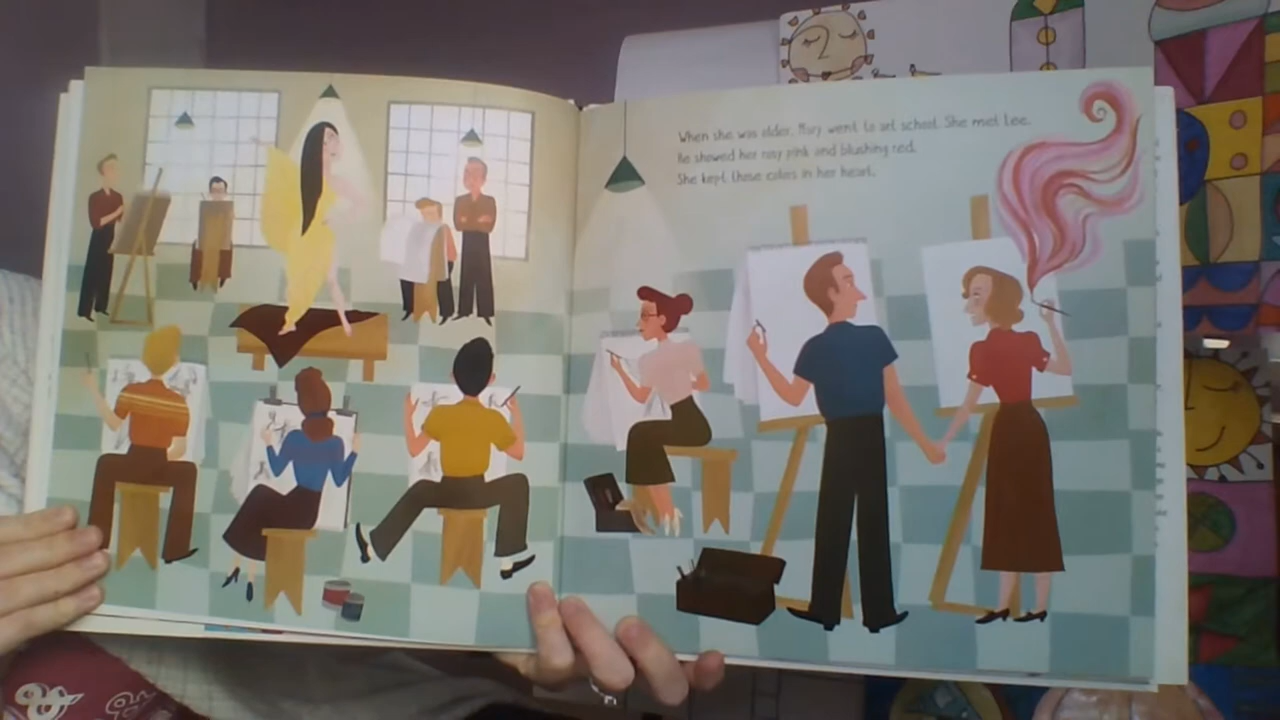 When she was older, Mary went to art school. She met Lee.
He showed her rosy pink and blushing red.
She kept those colors in her heart.